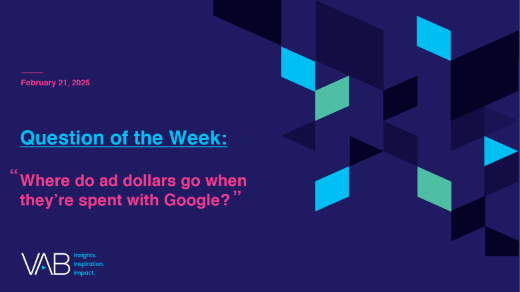 February 21, 2025
Question of the Week:
“Where do ad dollars go when
they’re spent with Google?”
VAB
Insights.
Inspiration.
Impact.